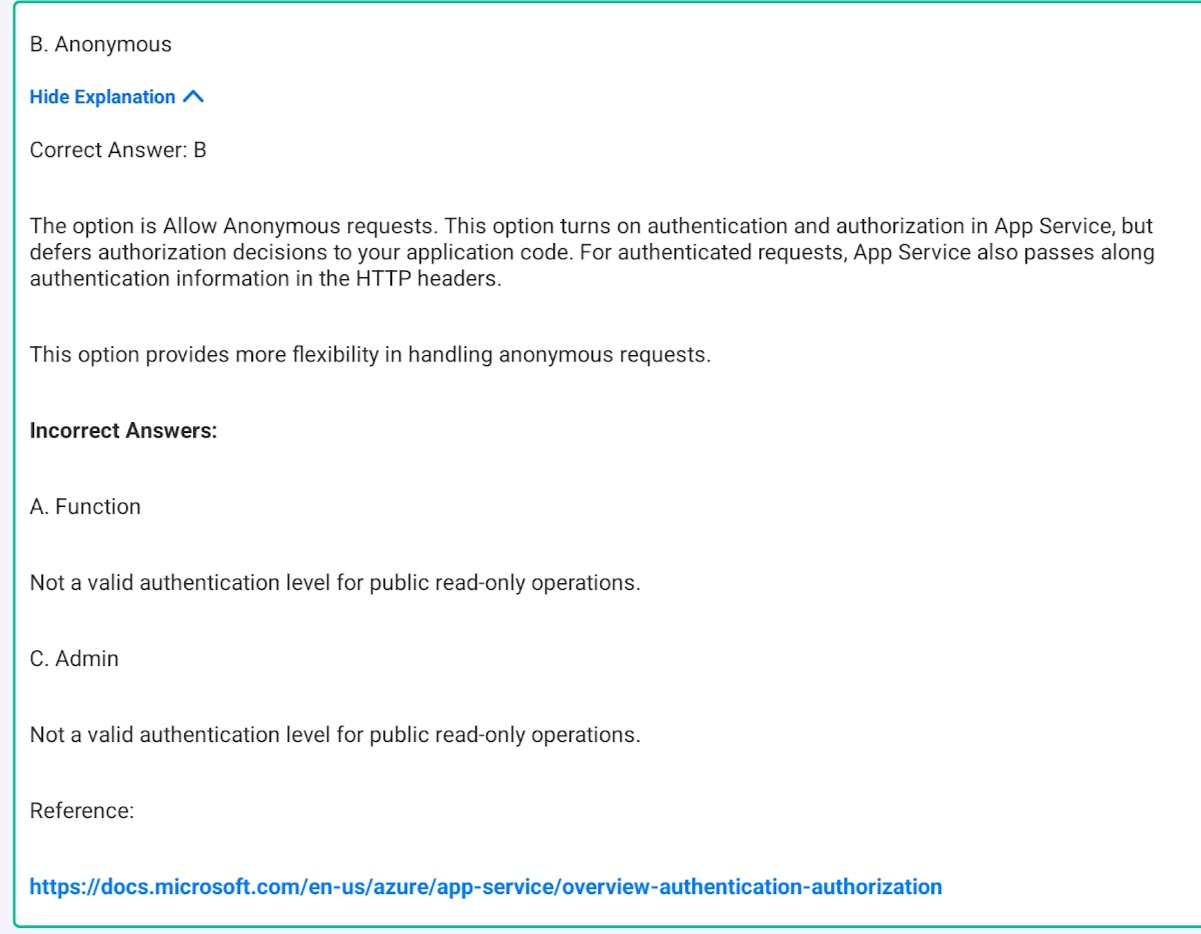 B. Anonymous
Hide Explanation
Correct Answer: B
The option is Allow Anonymous requests. This option turns on authentication and authorization in App Service, but
defers authorization decisions to your application code. For authenticated requests, App Service also passes along
authentication information in the HTTP headers.
This option provides more flexibility in handling anonymous requests.
Incorrect Answers:
A. Function
Not a valid authentication level for public read-only operations.
C. Admin
Not a valid authentication level for public read-only operations.
Reference:
https://docs.microsoft.com/en-us/azure/app-service/overview-authentication-authorization